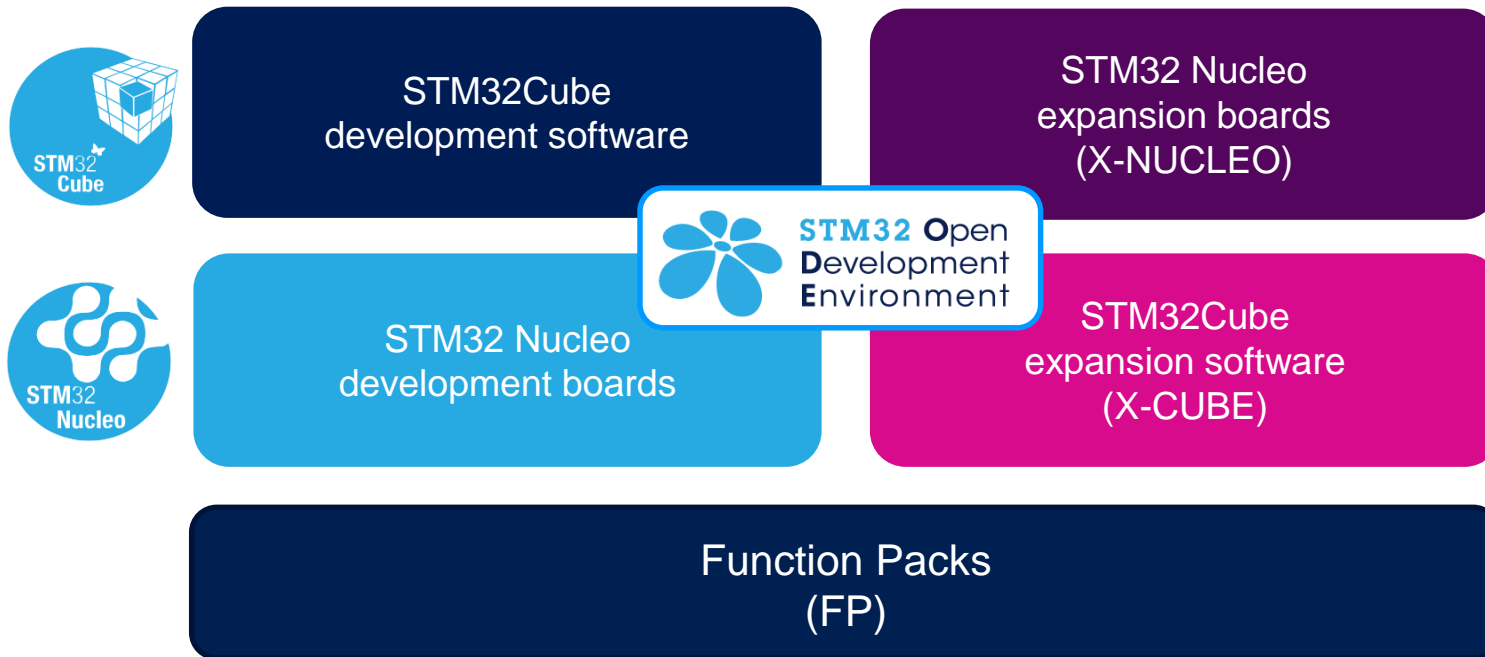 STM32
Cube
STM32Cube
development software
STM32 Nucleo
expansion boards
(X-NUCLEO)
STM32 Open
Development
Environment
STM32
Nucleo
STM32 Nucleo
development boards
STM32Cube
expansion software
(X-CUBE)
Function Packs
(FP)